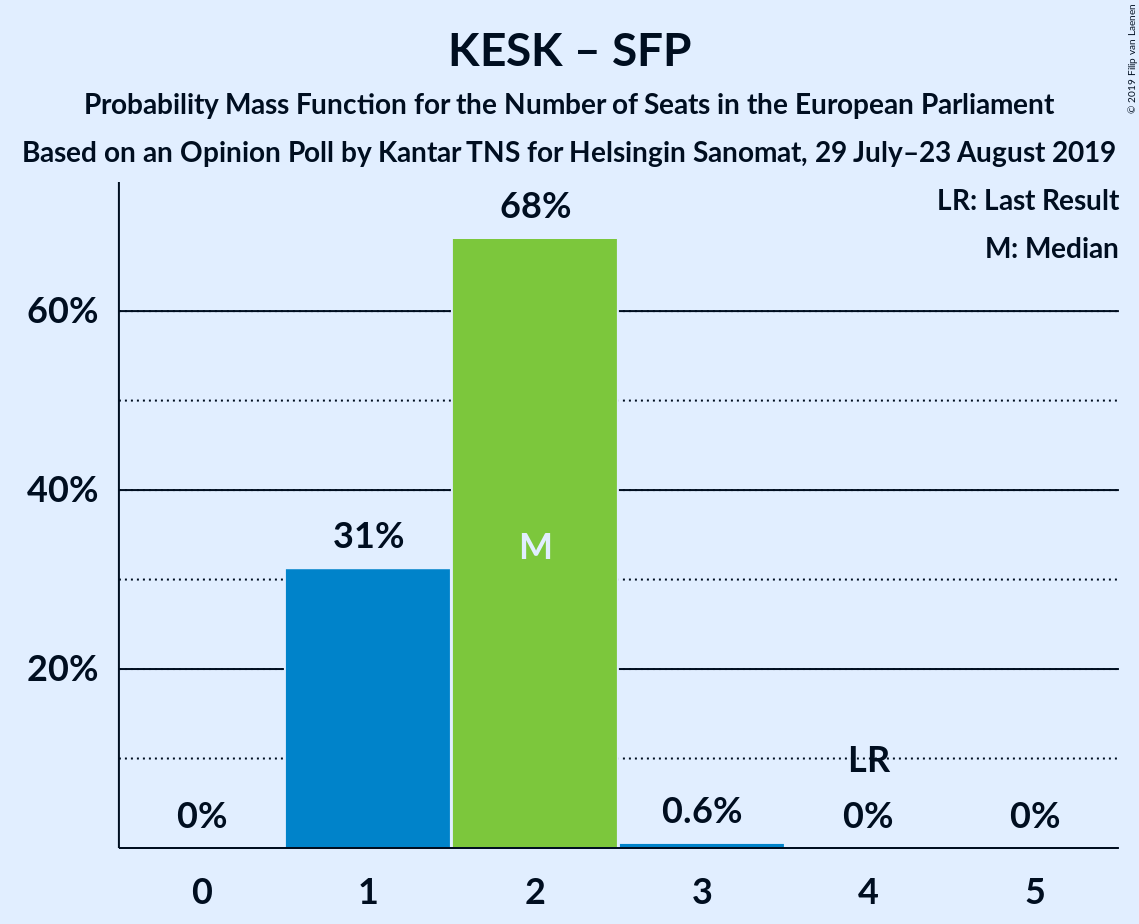 KESK – SFP
Probability Mass Function for the Number of Seats in the European Parliament
Based on an Opinion Poll by Kantar TNS for Helsingin Sanomat, 29 July–23 August 2019
© 2019 Filip van Laenen
LR: Last Result
M: Median
68%
60%
40%
31%
M
20%
LR
0%
0.6%
0%
0%
0 1 2 3 4 5